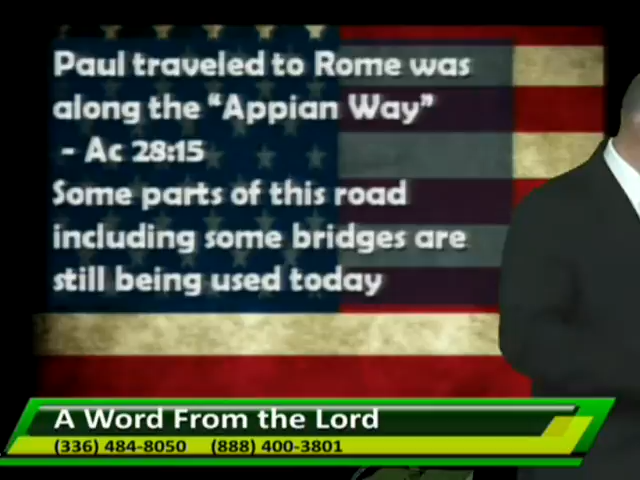 Paul traveled to Rome was
along the "Appian Way"
- Ac 28:15
Some parts of this road
including some bridges are
still being used today
A Word From the Lord
(336) 484-8050 (888) 400-3801